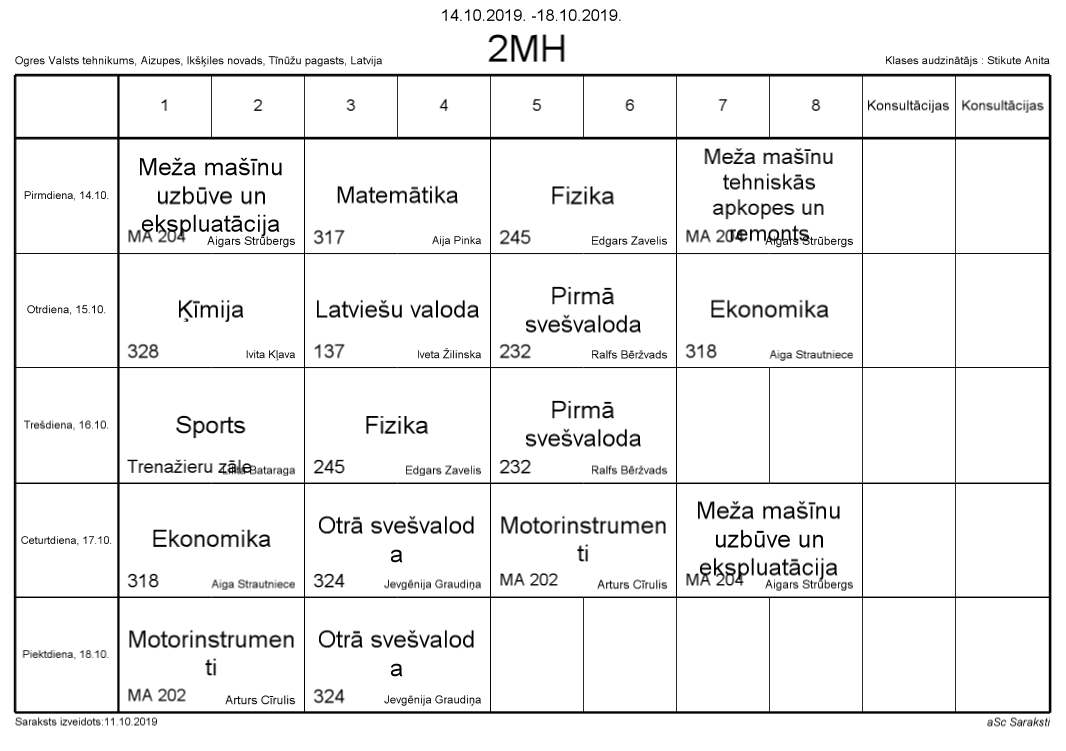 14.10.2019. -18.10.2019.
2MH
Ogres Valsts tehnikums, Aizupes, Ikšķiles novads, Tīnūžu pagasts, Latvija
Klases audzinātājs : Stikute Anita
1 2 3 4 5 6 7 8 Konsultācijas Konsultācijas
Pirmdiena, 14.10.
Meža mašīnu
uzbūve un
ekspluatācija
MA 204 Aigars Strūbergs
Matemātika
317 Aija Pinka
Fizika
245 Edgars Zavelis
Meža mašīnu
tehniskās
apkopes un
remonts
MA 204 Aigars Strūbergs
Otrdiena, 15.10.
Ķīmija
328 Ivita Kļava
Latviešu valoda
137 Iveta Žilinska
Pirmā
svešvaloda
232 Ralfs Bēržvads
Ekonomika
318 Aiga Strautniece
Trešdiena, 16.10.
Sports
Trenažieru zāle Lilita Bataraga
Fizika
245 Edgars Zavelis
Pirmā
svešvaloda
232 Ralfs Bēržvads
Ceturtdiena, 17.10.
Ekonomika
318 Aiga Strautniece
Otrā svešvalod
a
324 Jevgēnija Graudiņa
Motorinstrumen
ti
MA 202 Arturs Cīrulis
Meža mašīnu
uzbūve un
ekspluatācija
MA 204 Aigars Strūbergs
Piektdiena, 18.10.
Motorinstrumen
ti
MA 202 Arturs Cīrulis
Otrā svešvalod
a
324 Jevgēnija Graudiņa
Saraksts izveidots:11.10.2019
aSc Saraksti